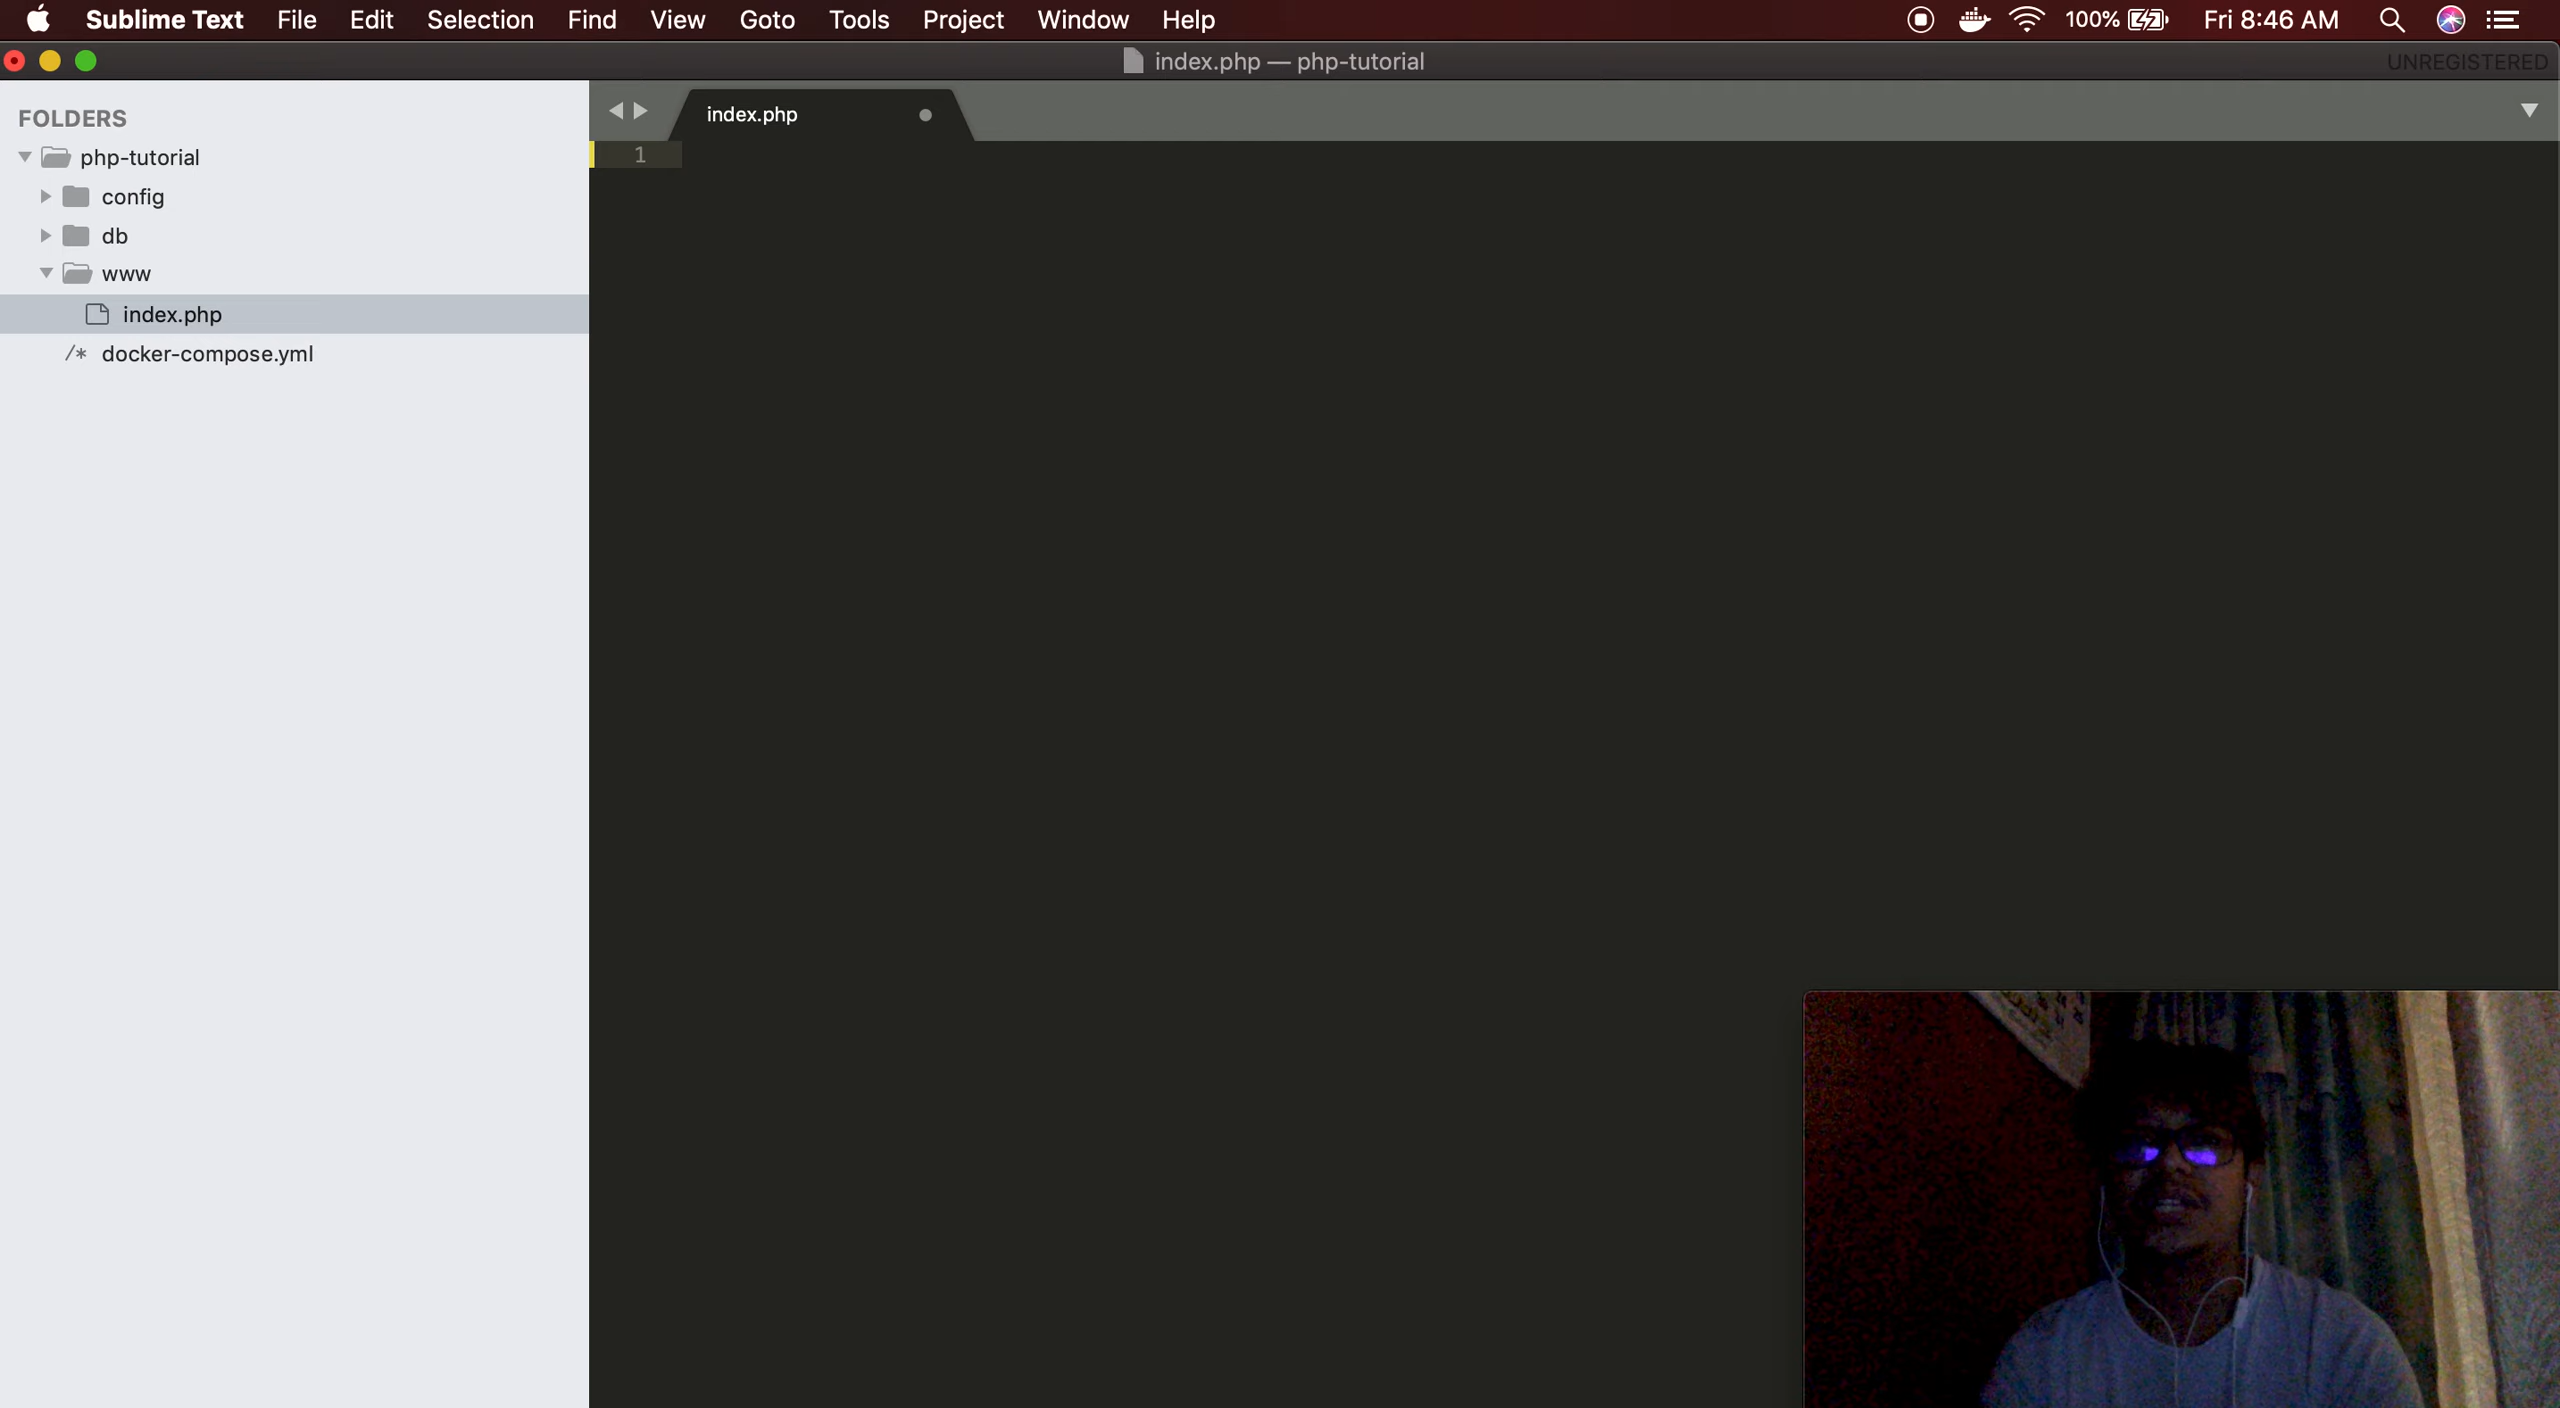 Sublime Text File Edit Selection Find View Goto Tools Project Window Help 100% Fri 8:46 AM
index.php — php-tutorial UNREGISTERED
FOLDERS
php-tutorial
config
db
www
index.php
/* docker-compose.yml
index.php
1